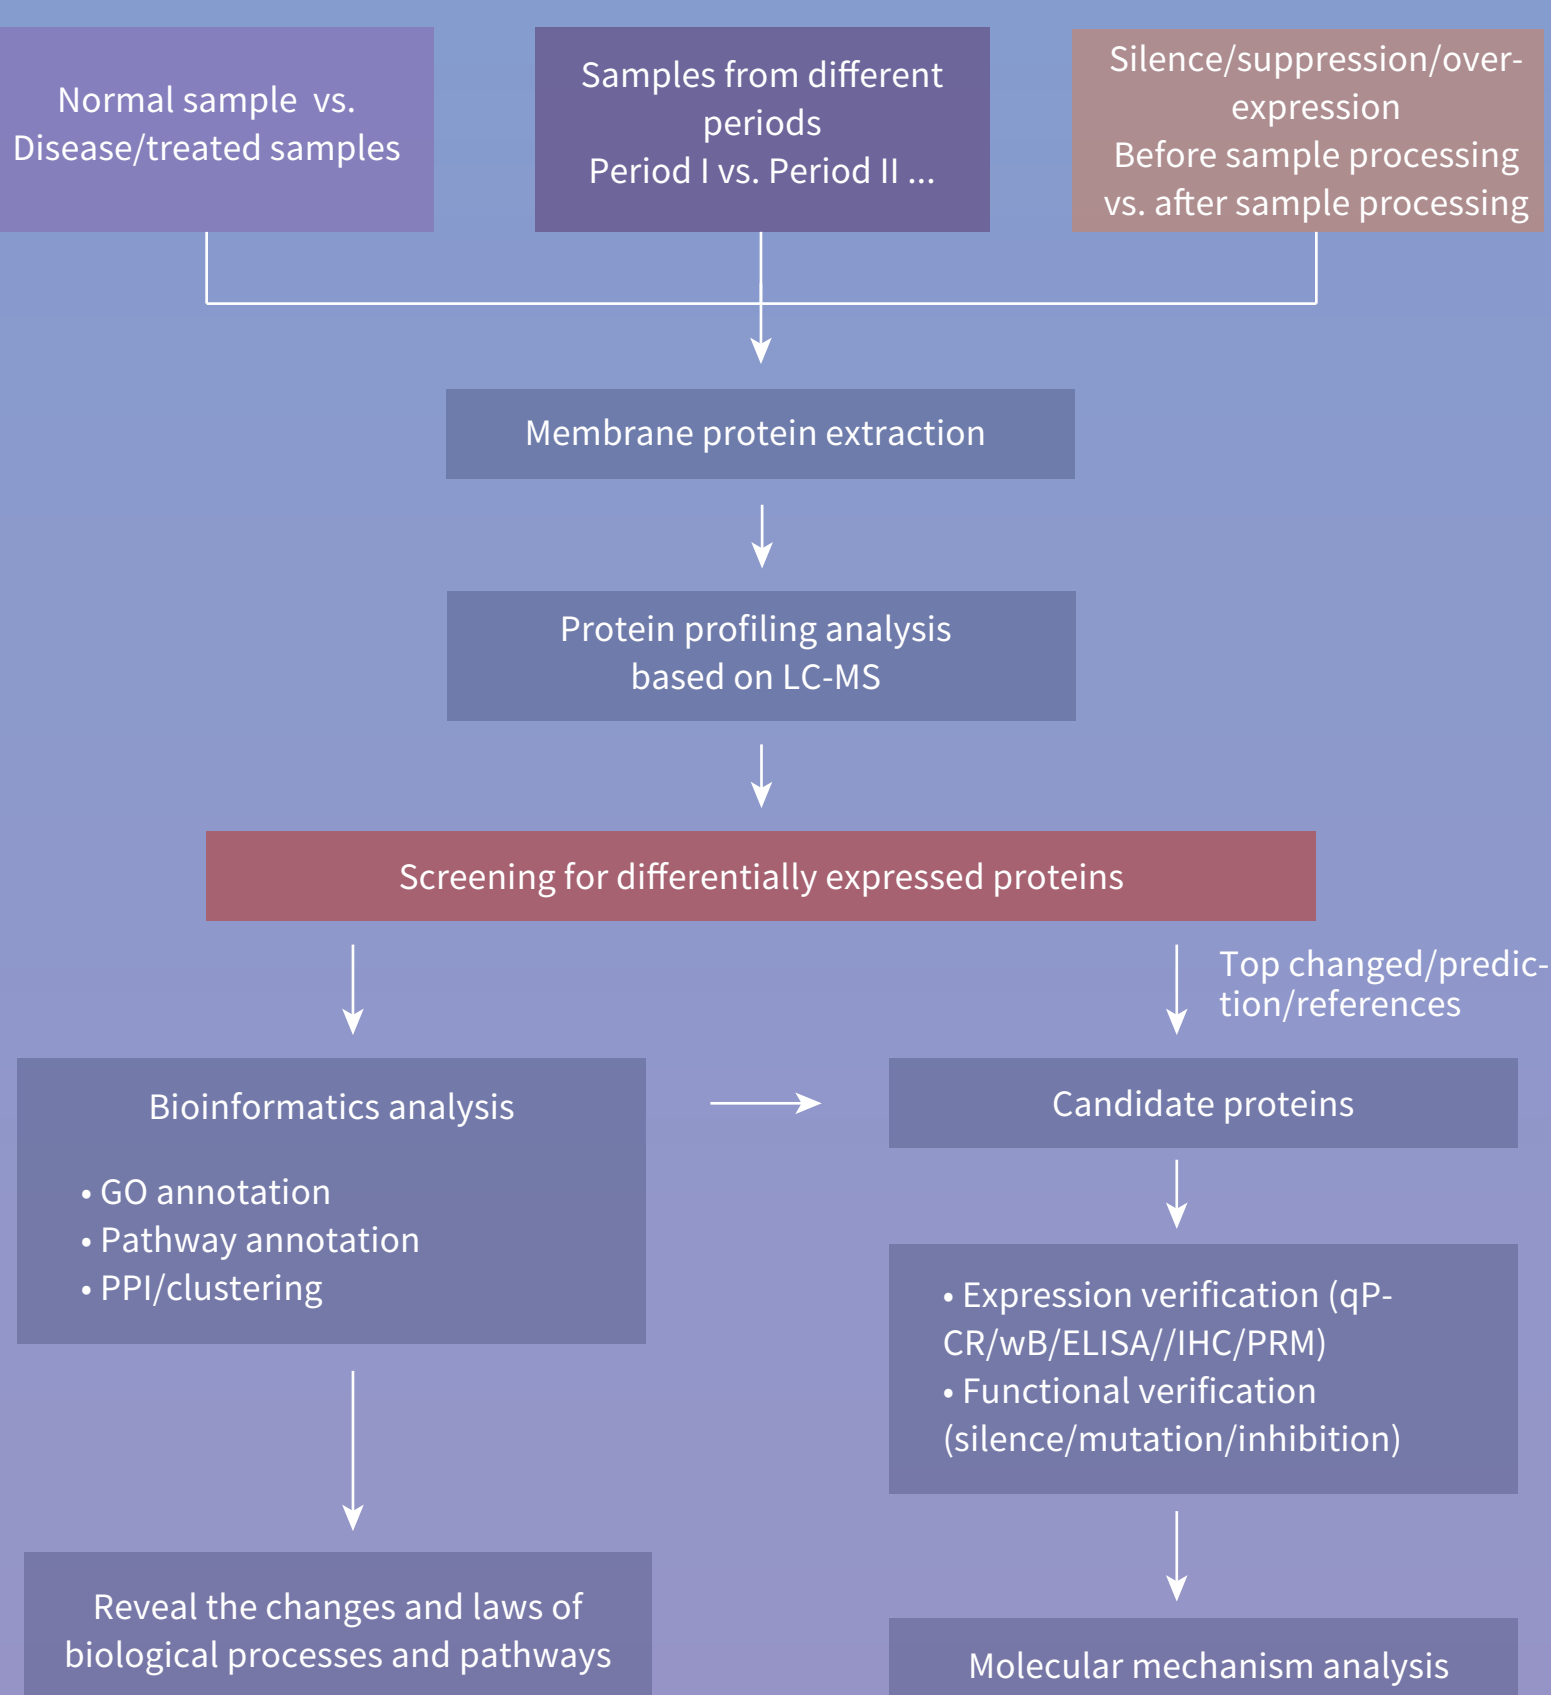 Normal sample vs.
Disease/treated samples
Samples from different
periods
Period I vs. Period II ...
Silence/suppression/over-
expression
Before sample processing
vs. after sample processing
Membrane protein extraction
Protein profiling analysis
based on LC-MS
Screening for differentially expressed proteins
Top changed/predic-
tion/references
Bioinformatics analysis
• GO annotation
• Pathway annotation
• PPI/clustering
Candidate proteins
• Expression verification (qP-
CR/wB/ELISA//IHC/PRM)
• Functional verification
(silence/mutation/inhibition)
Reveal the changes and laws of
biological processes and pathways
Molecular mechanism analysis